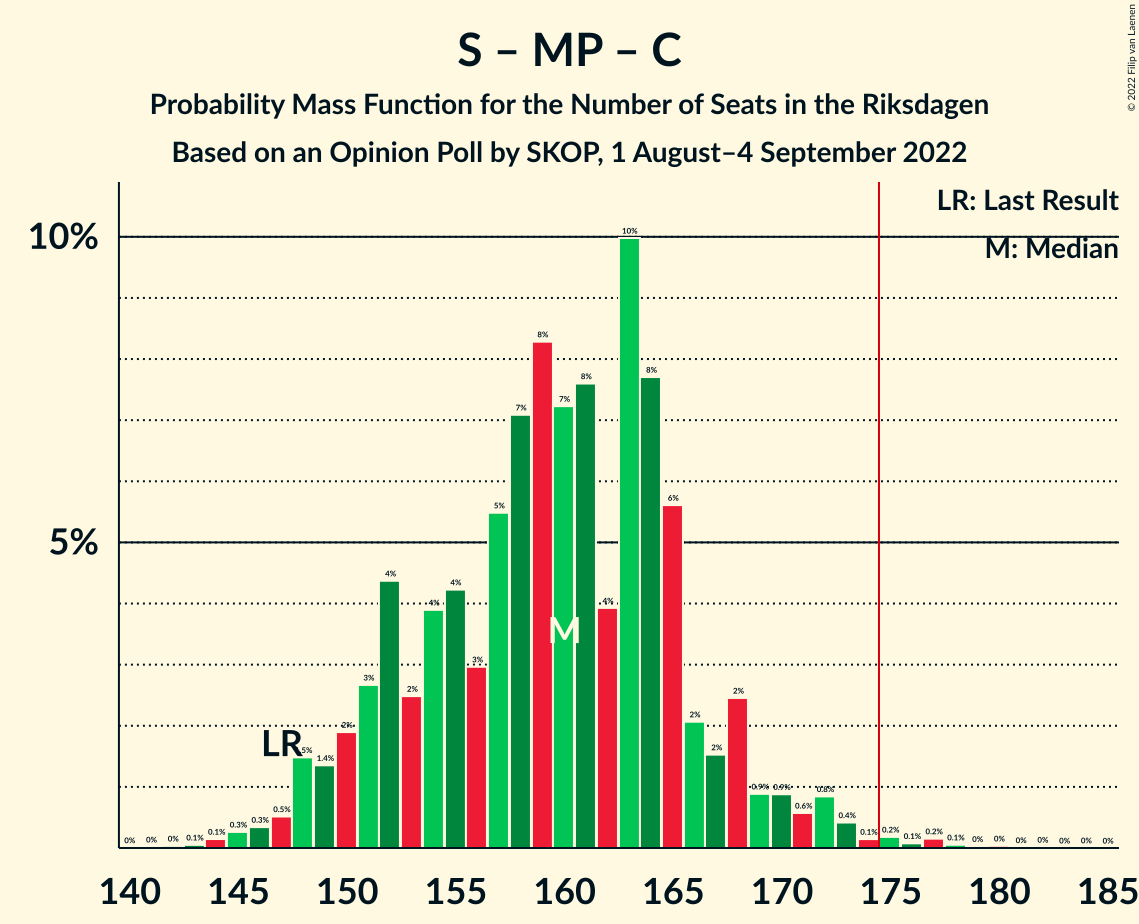 S – MP – C
Probability Mass Function for the Number of Seats in the Riksdagen
Based on an Opinion Poll by SKOP, 1 August–4 September 2022
© 2022 Filip van Laenen
LR: Last Result
M: Median
10%
5%
0% 0% 0% 0.1% 0.1% 0.3% 0.3% 0.5% 5% 1.4% 2% 3% 4% 2% 4% 4% 3% 5% 7% 8% 7% 8% 4% 10% 8% 6% 2% 2% 2% 0.9% 0.9% 0.6% 0.8% 0.4% 0.1% 0.2% 0.1% 0.2% 0.1% 0% 0% 0% 0% 0% 0% 0%
LR
M
140 145 150 155 160 165 170 175 180 185